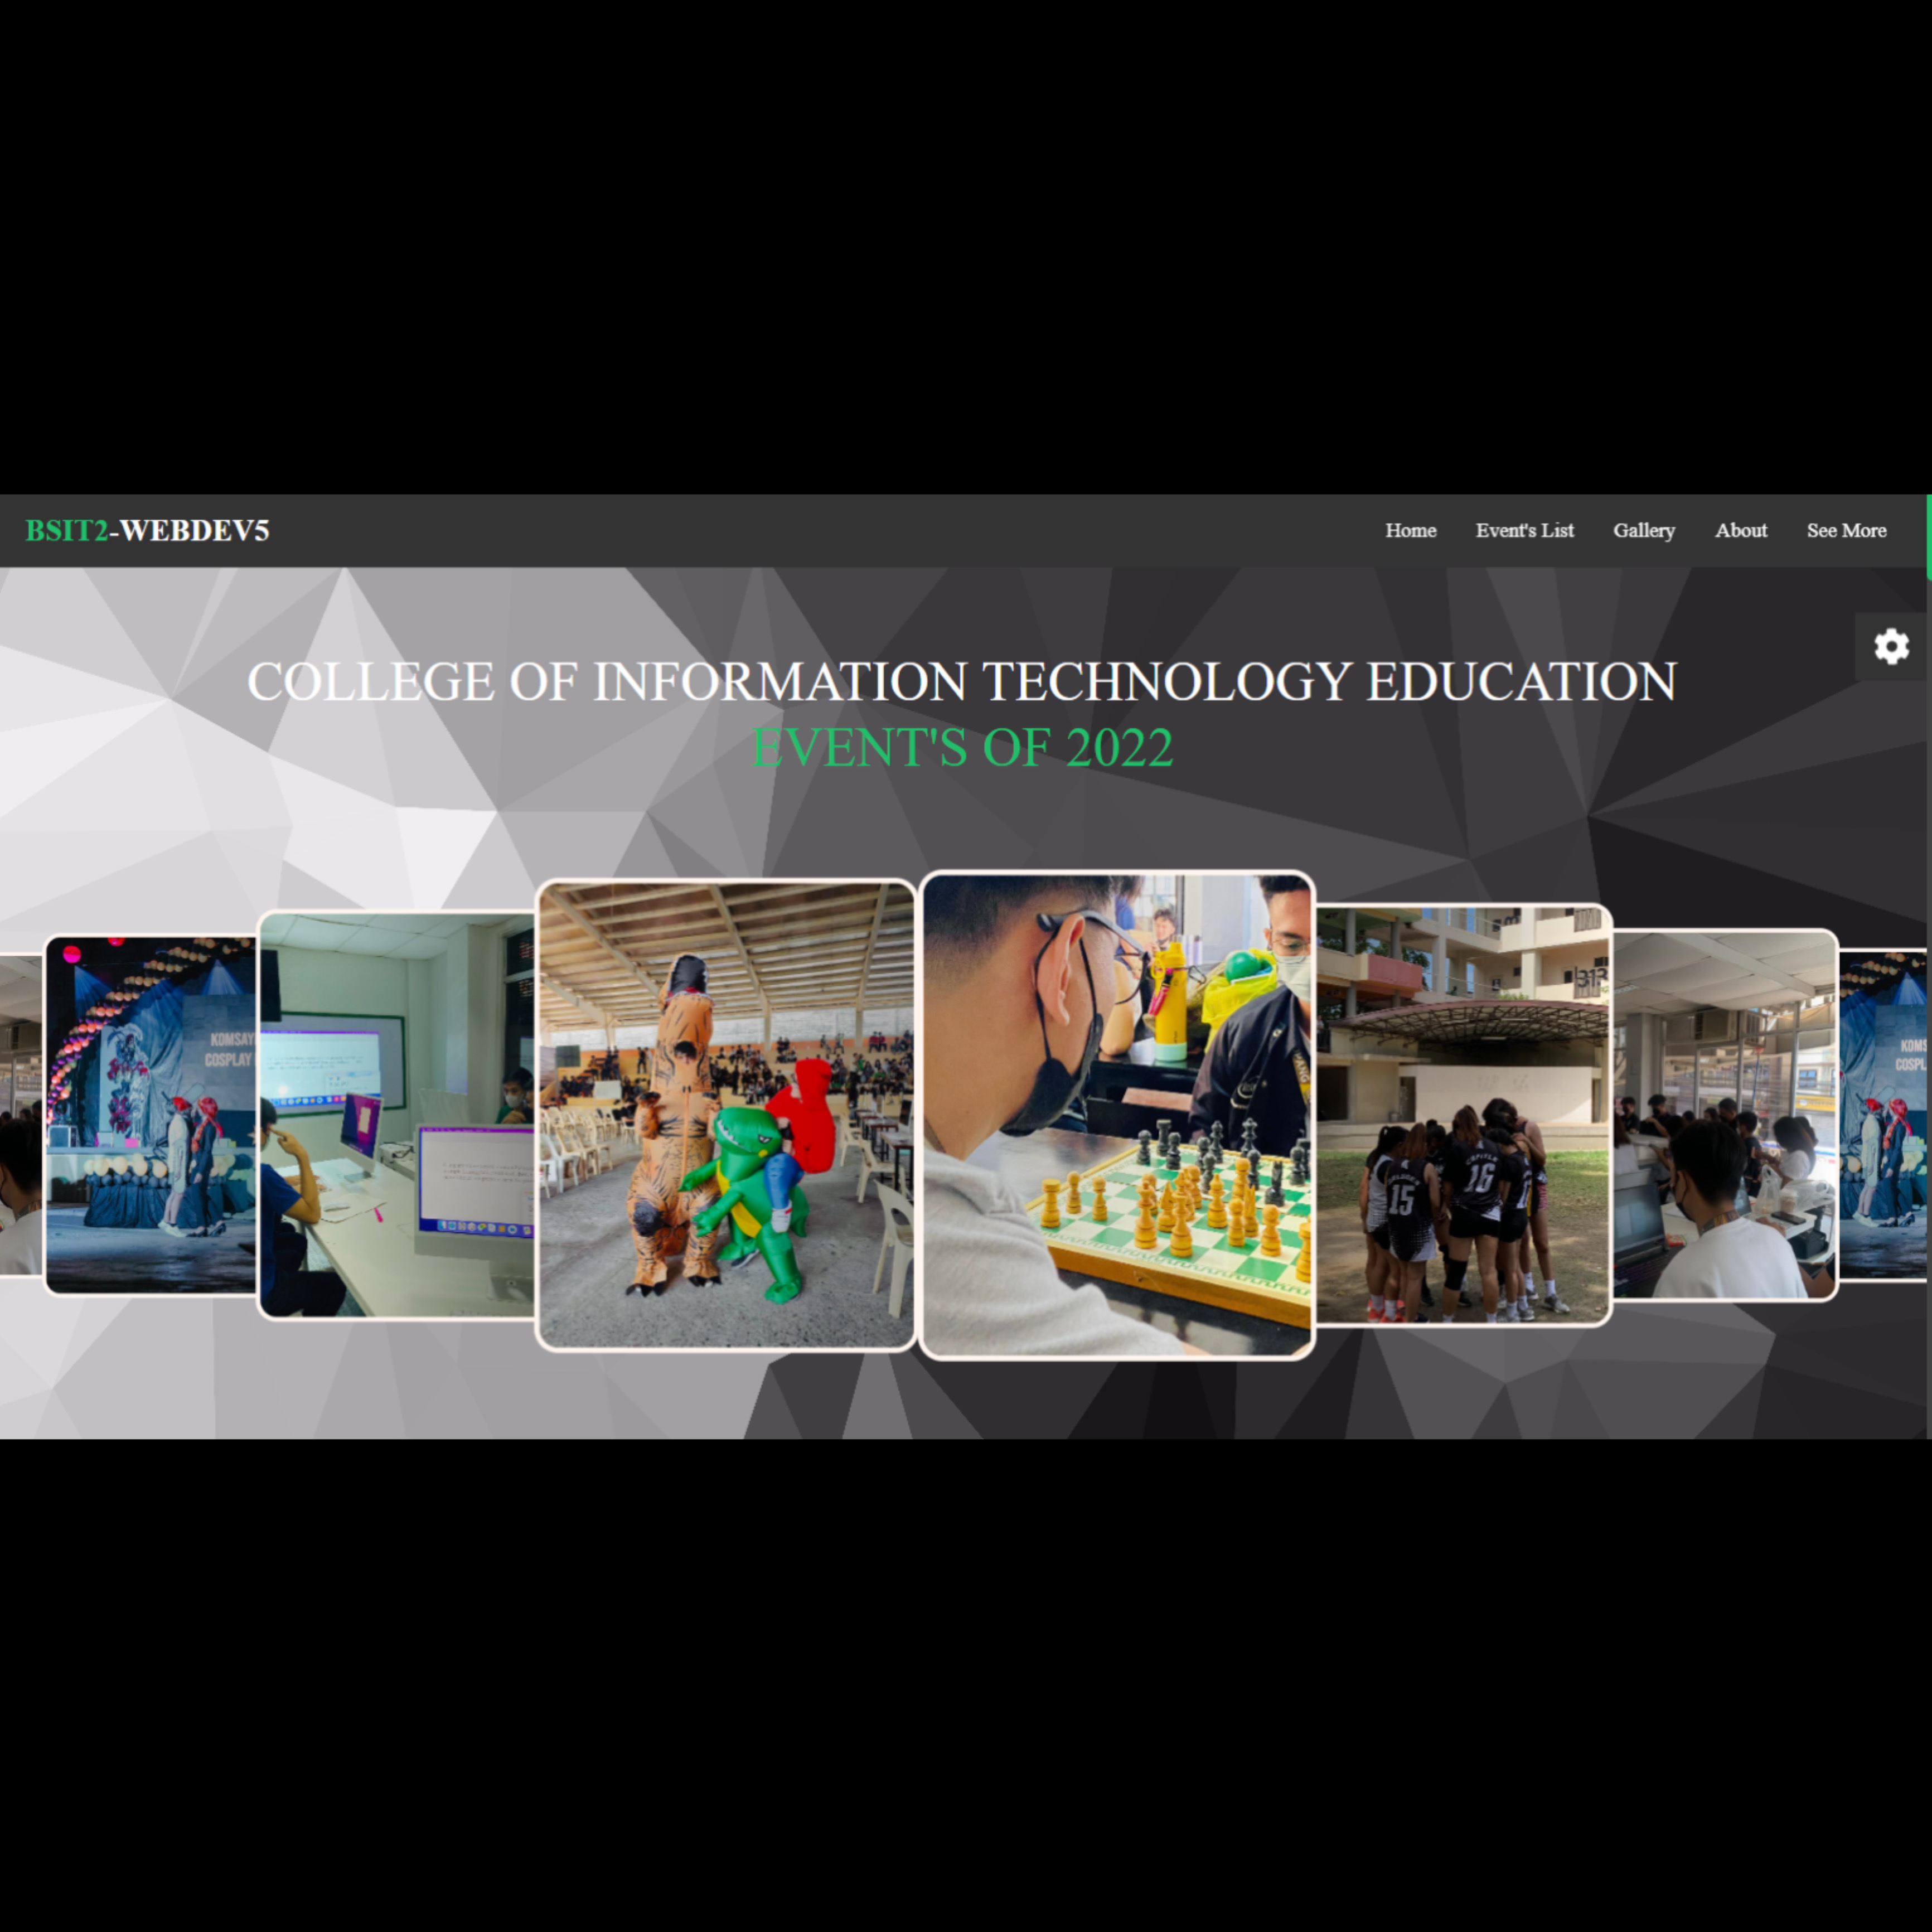 BSIT2-WEBDEV5
Home Event's List Gallery About See More
COLLEGE OF INFORMATION TECHNOLOGY EDUCATION
EVENT'S OF 2022
KOMSAY
COSPLAY
15
16
313
KOMS
COSPL